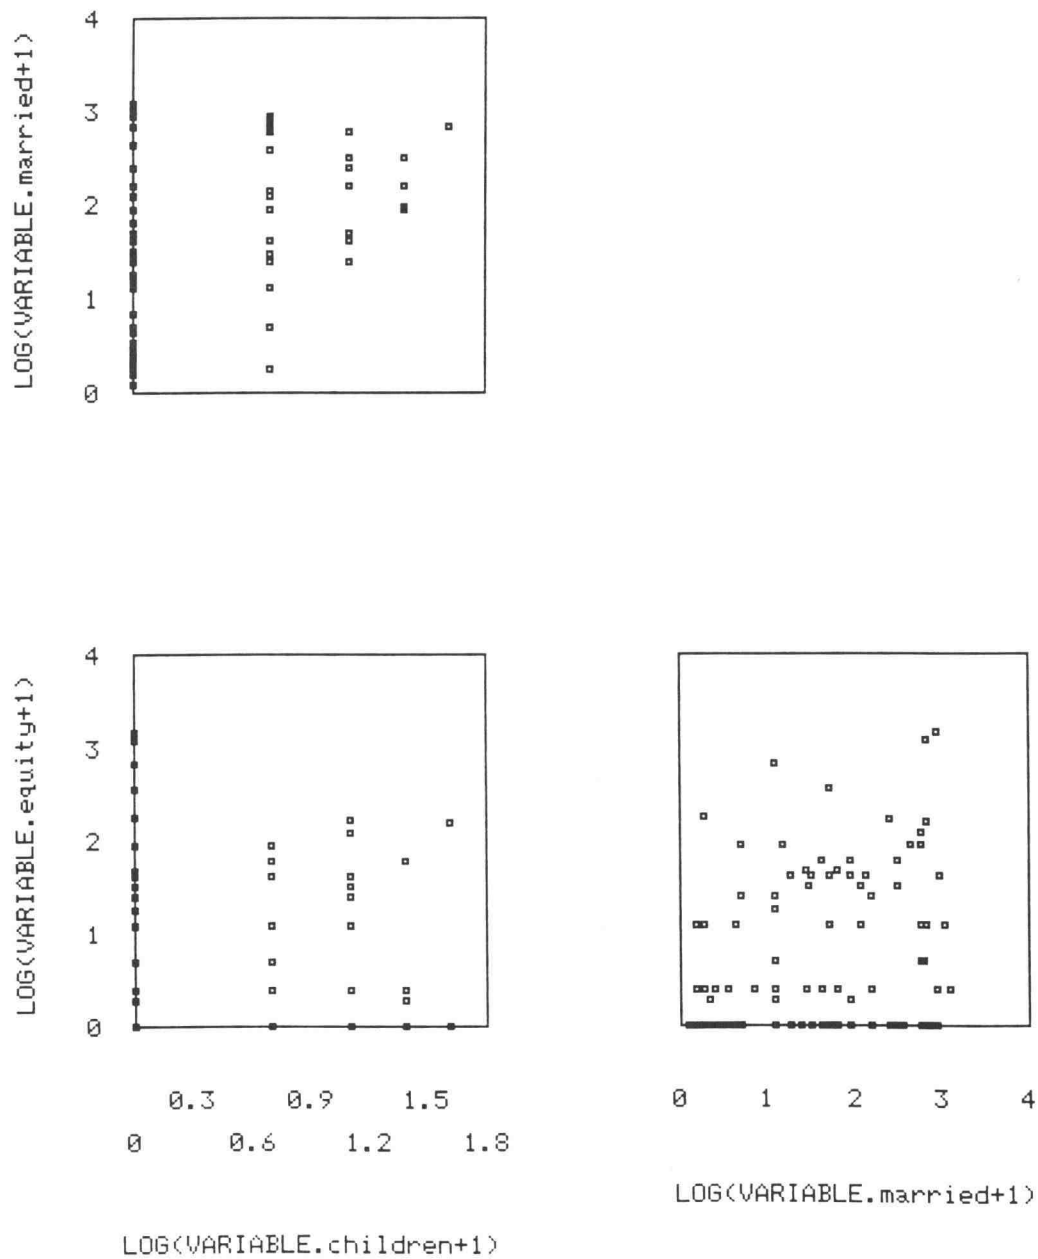 LOG(VARIABLE.married+1)
4
3
2
1
0
LOG(VARIABLE.equity+1)
4
3
2
1
0
0.3 0.9 1.5
0 0.6 1.2 1.8
LOG(VARIABLE.children+1)
0 1 2 3 4
LOG(VARIABLE.married+1)